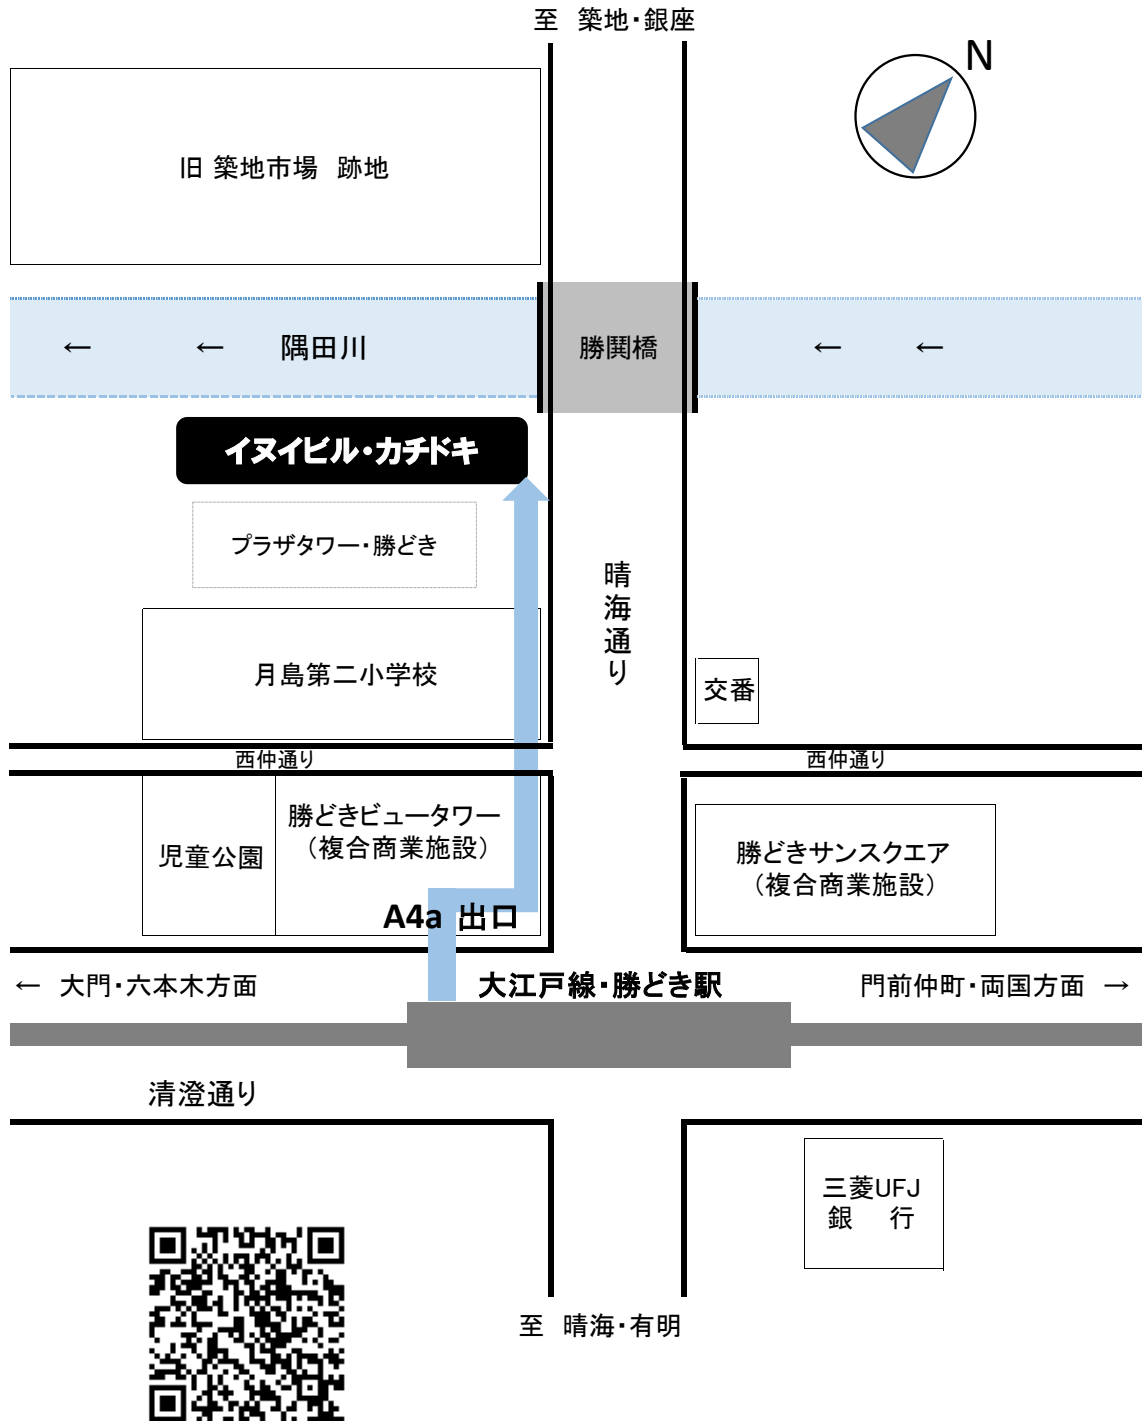 至　築地・銀座
N
旧 築地市場　跡地
← ← 隅田川
勝鬨橋
← ←
イヌイビル・カチドキ
プラザタワー・勝どき
晴海通り
月島第二小学校
交番
西仲通り
西仲通り
児童公園
勝どきビュータワー
（複合商業施設）
勝どきサンスクエア
（複合商業施設）
A4a 出口
← 大門・六本木方面
大江戸線・勝どき駅
門前仲町・両国方面 →
清澄通り
三菱UFJ
銀　行
至　晴海・有明